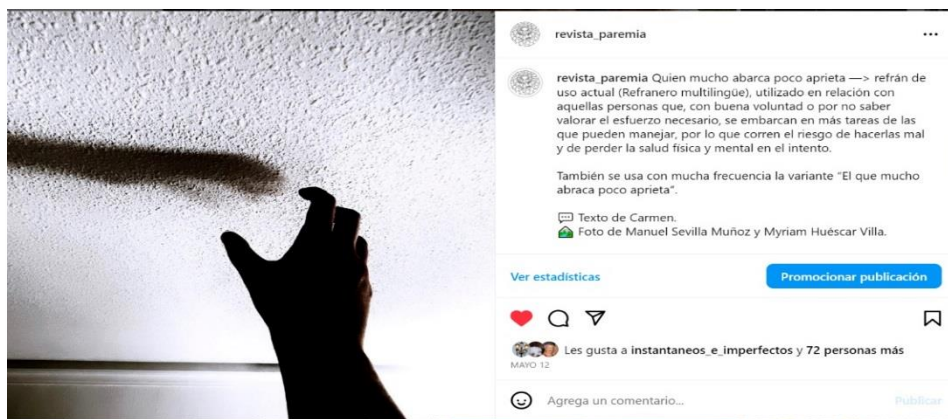 revista_paremia
revista_paremia Quien mucho abarca poco aprieta —> refrán de
uso actual (Refranero multilingüe), utilizado en relación con
aquellas personas que, con buena voluntad o por no saber
valorar el esfuerzo necesario, se embarcan en más tareas de las
que pueden manejar, por lo que corren el riesgo de hacerlas mal
y de perder la salud física y mental en el intento.
También se usa con mucha frecuencia la variante “El que mucho
abraca poco aprieta”.
Texto de Carmen.
Foto de Manuel Sevilla Muñoz y Myriam Huéscar Villa.
Ver estadísticas
Promocionar publicación
Les gusta a instantaneos_e_imperfectos y 72 personas más
MAYO 12
Agrega un comentario...
Publicar